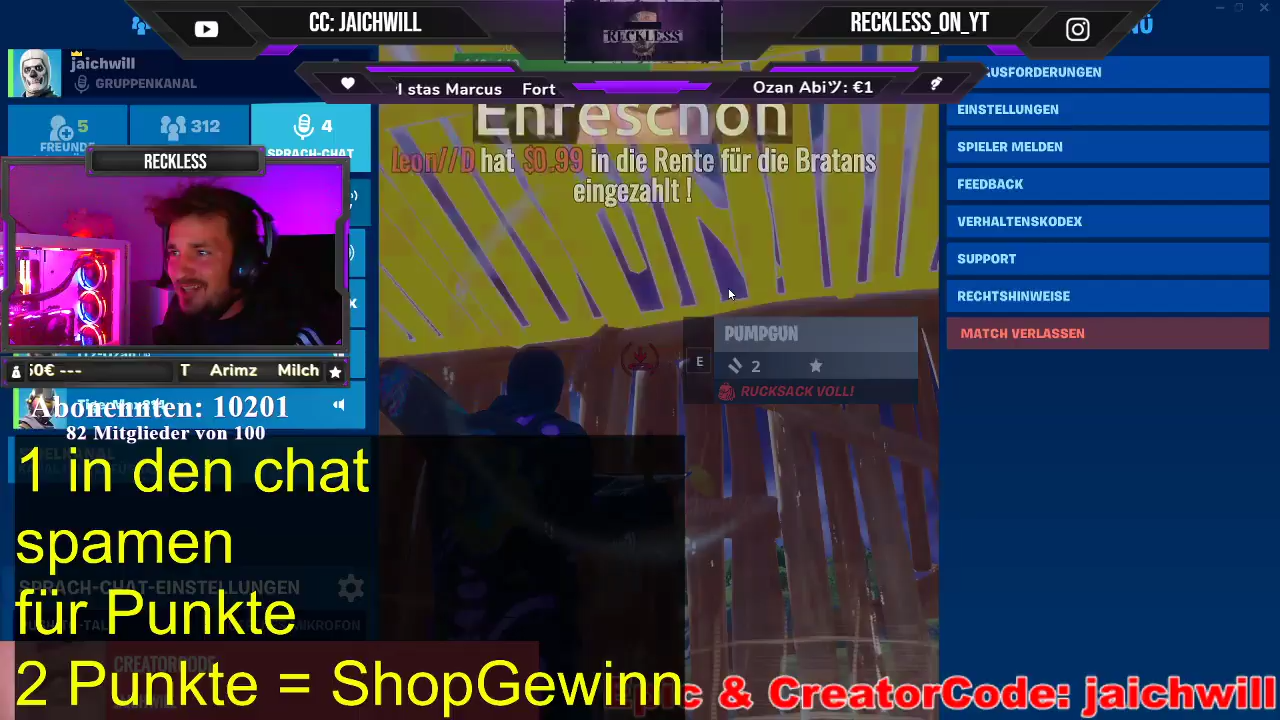 CC: JAICHWILL
RECKLESS
RECKLESS_ON_YT
jaichwill
GRUPPENKANAL
stas Marcus Fort
Ozan Abiツ: €1
5
FREUNDE
312
4
SPRACH-CHAT
RECKLESS
Ehreschön
Leon//D hat $0.99 in die Rente für die Bratans
eingezahlt !
EINSTELLUNGEN
SPIELER MELDEN
FEEDBACK
VERHALTENSKODEX
SUPPORT
RECHTSHINWEISE
MATCH VERLASSEN
PUMPGUN
E
2
RUCKSACK VOLL!
50€ --- T Arimz Milch
Abonennten: 10201
82 Mitglieder von 100
1 in den chat
spamen
SPRACH-CHAT-EINSTELLUNGEN
für Punkte
CREATORCODE
2 Punkte = ShopGewinn
& CreatorCode: jaichwill